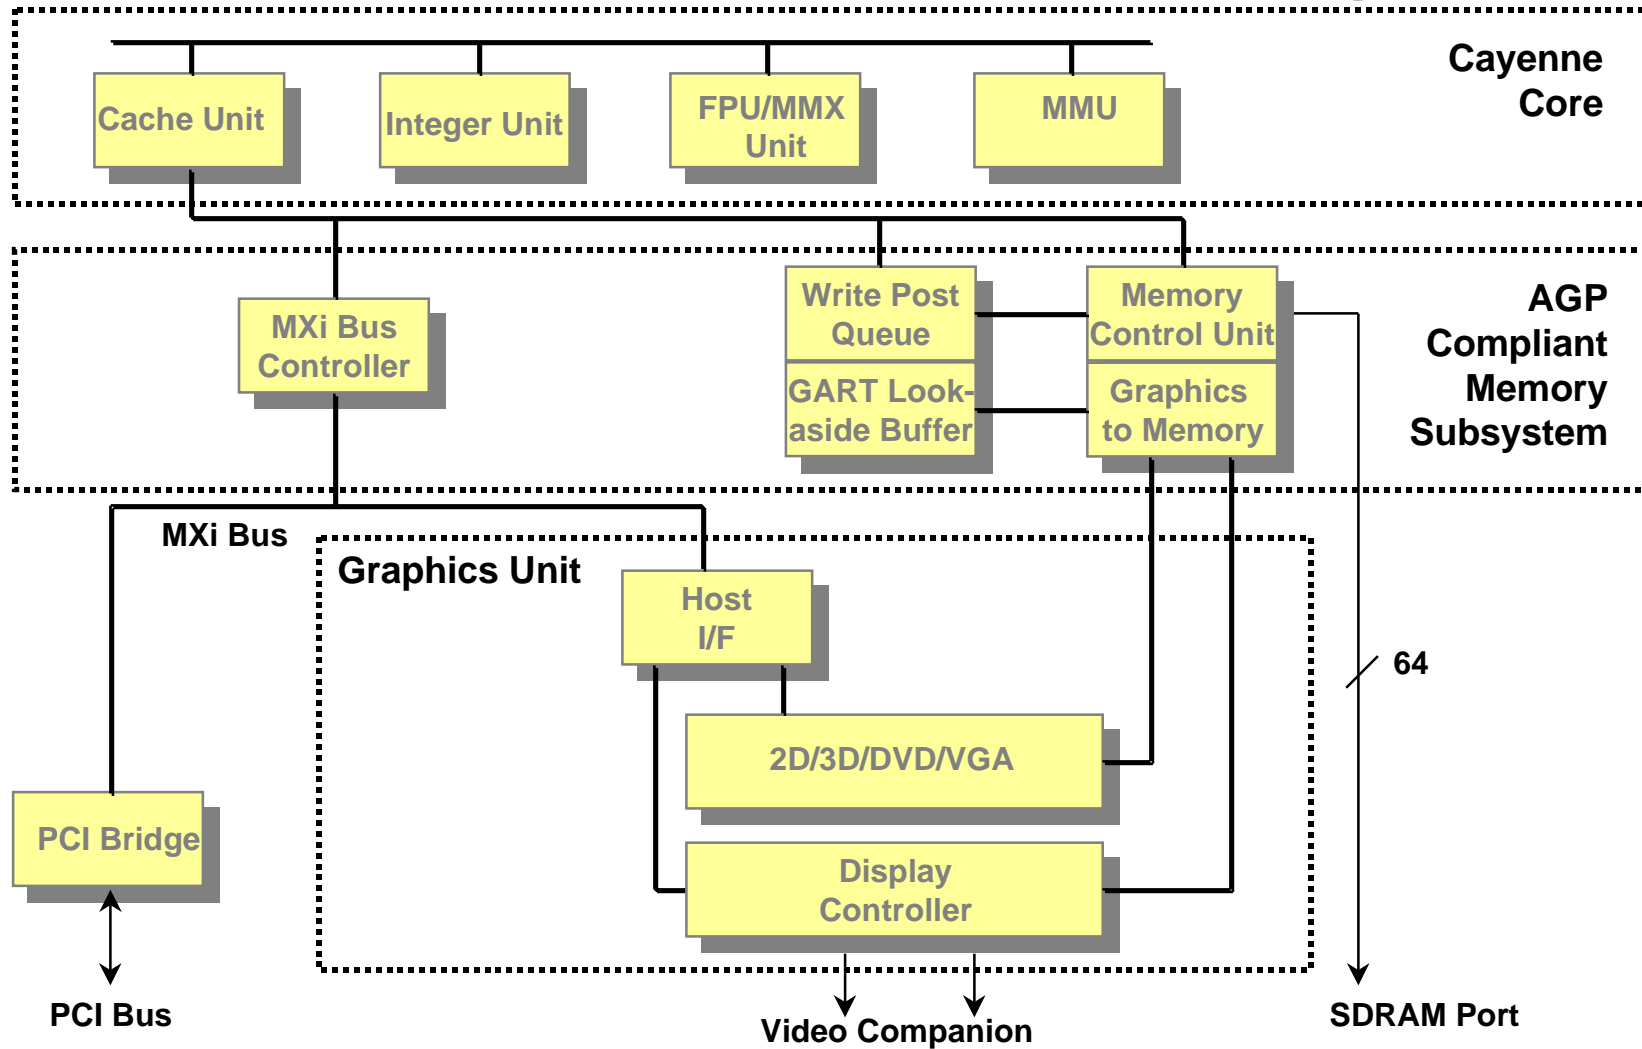 Cayenne
Core
Cache Unit
Integer Unit
FPU/MMX
Unit
MMU
AGP
Compliant
Memory
Subsystem
MXi Bus
Controller
Write Post
Queue
Memory
Control Unit
GART Look-
aside Buffer
Graphics
to Memory
MXi Bus
Graphics Unit
Host
I/F
64
2D/3D/DVD/VGA
PCI Bridge
Display
Controller
PCI Bus
Video Companion
SDRAM Port